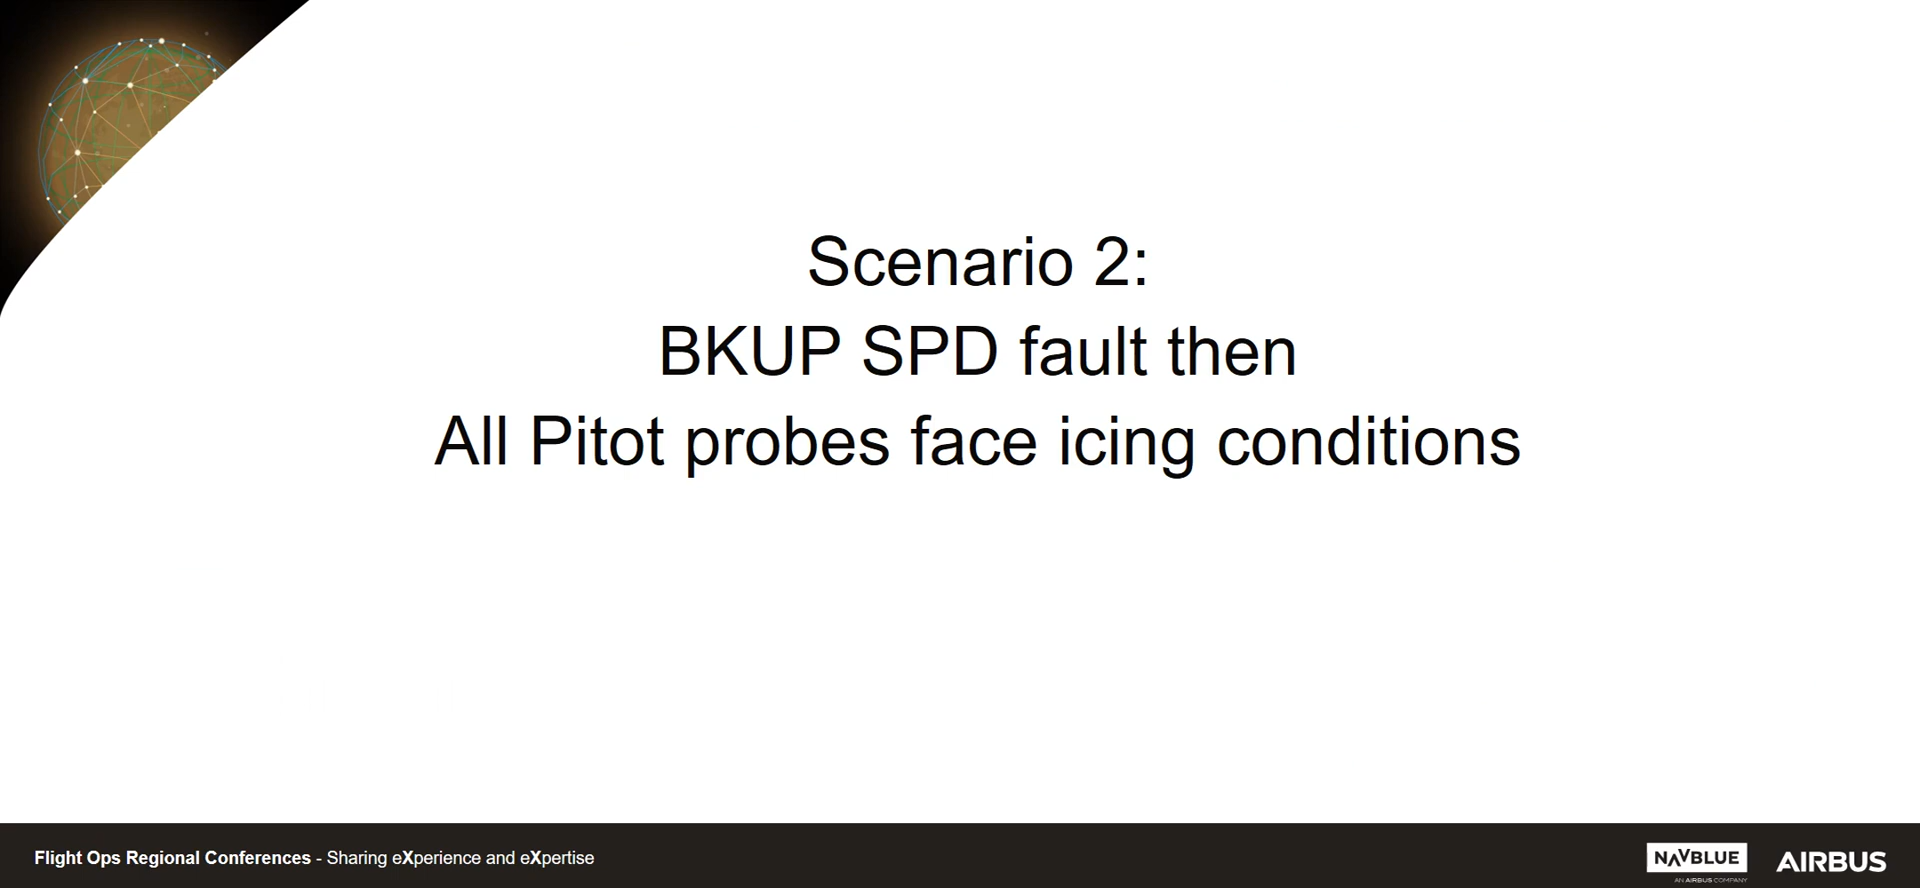 Scenario 2:
BKUP SPD fault then
All Pitot probes face icing conditions
Flight Ops Regional Conferences - Sharing eXperience and eXpertise
NAVBLUE
AN AIRBUS COMPANY
AIRBUS